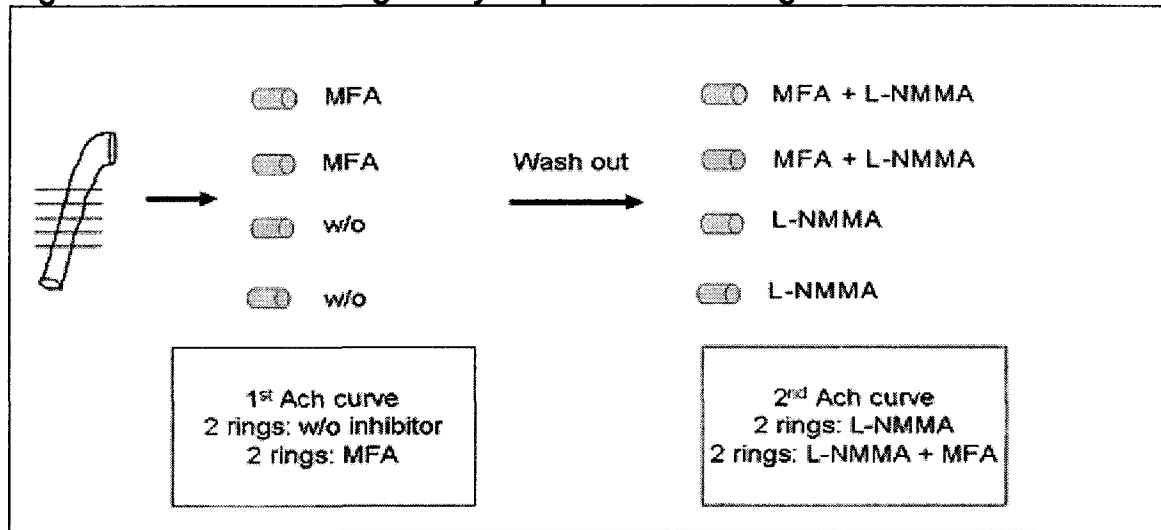 MFA
MFA
w/o
w/o
Wash out
MFA + L-NMMA
MFA + L-NMMA
L-NMMA
L-NMMA
1st Ach curve
2 rings: w/o inhibitor
2 rings: MFA
2nd Ach curve
2 rings: L-NMMA
2 rings: L-NMMA + MFA